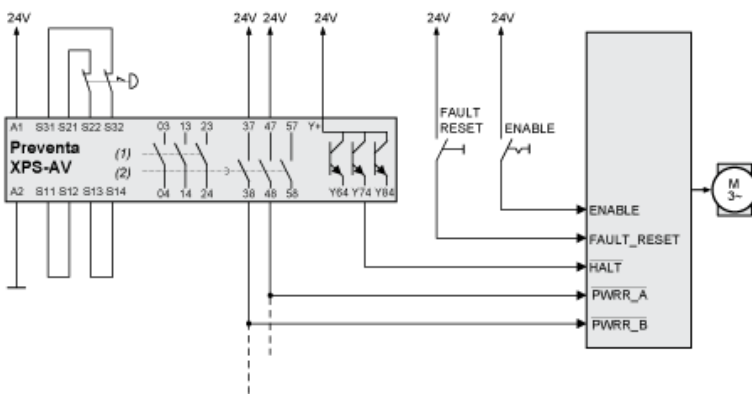 24V 24V 24V 24V 24V 24V
FAULT
RESET
ENABLE
A1 S31 S21 S22 S32 03 13 23 37 47 57 Y+
Preventa
XPS-AV
(1)
(2)
A2 S11 S12 S13 S14 04 14 24 38 48 58 Y64 Y74 Y84
M
3~
ENABLE
FAULT_RESET
HALT
PWRR_A
PWRR_B